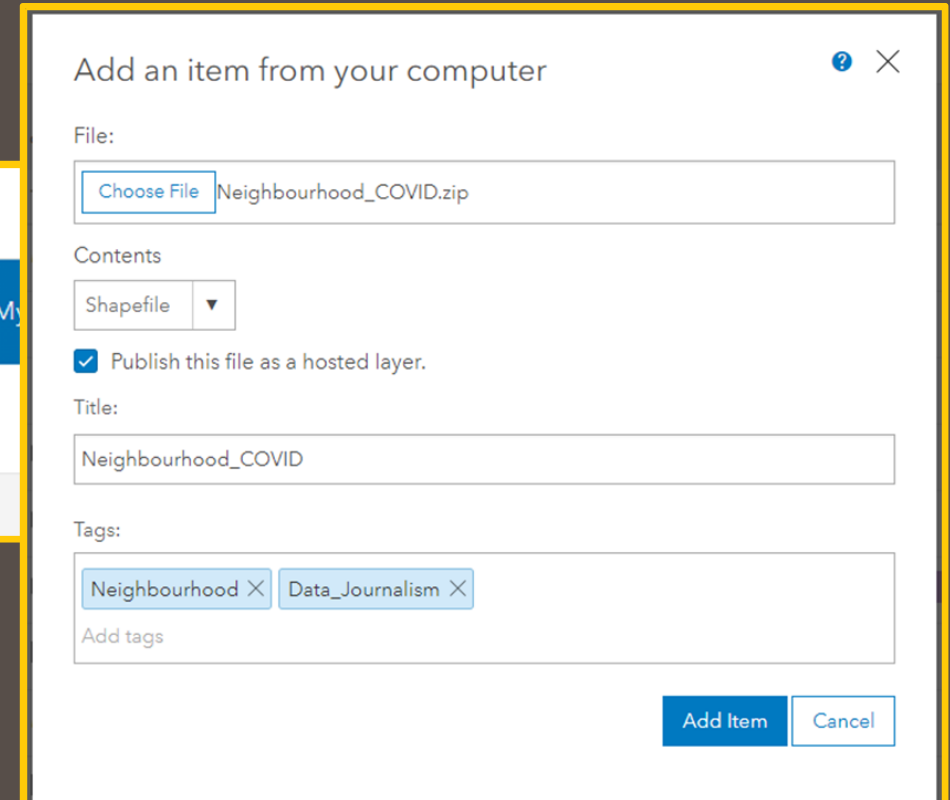 Add an item from your computer
?
File:
Choose File Neighbourhood_COVID.zip
Contents
Shapefile
My
Publish this file as a hosted layer.
Title:
Neighbourhood_COVID
Tags:
Neighbourhood Data_Journalism
Add tags
Add Item Cancel